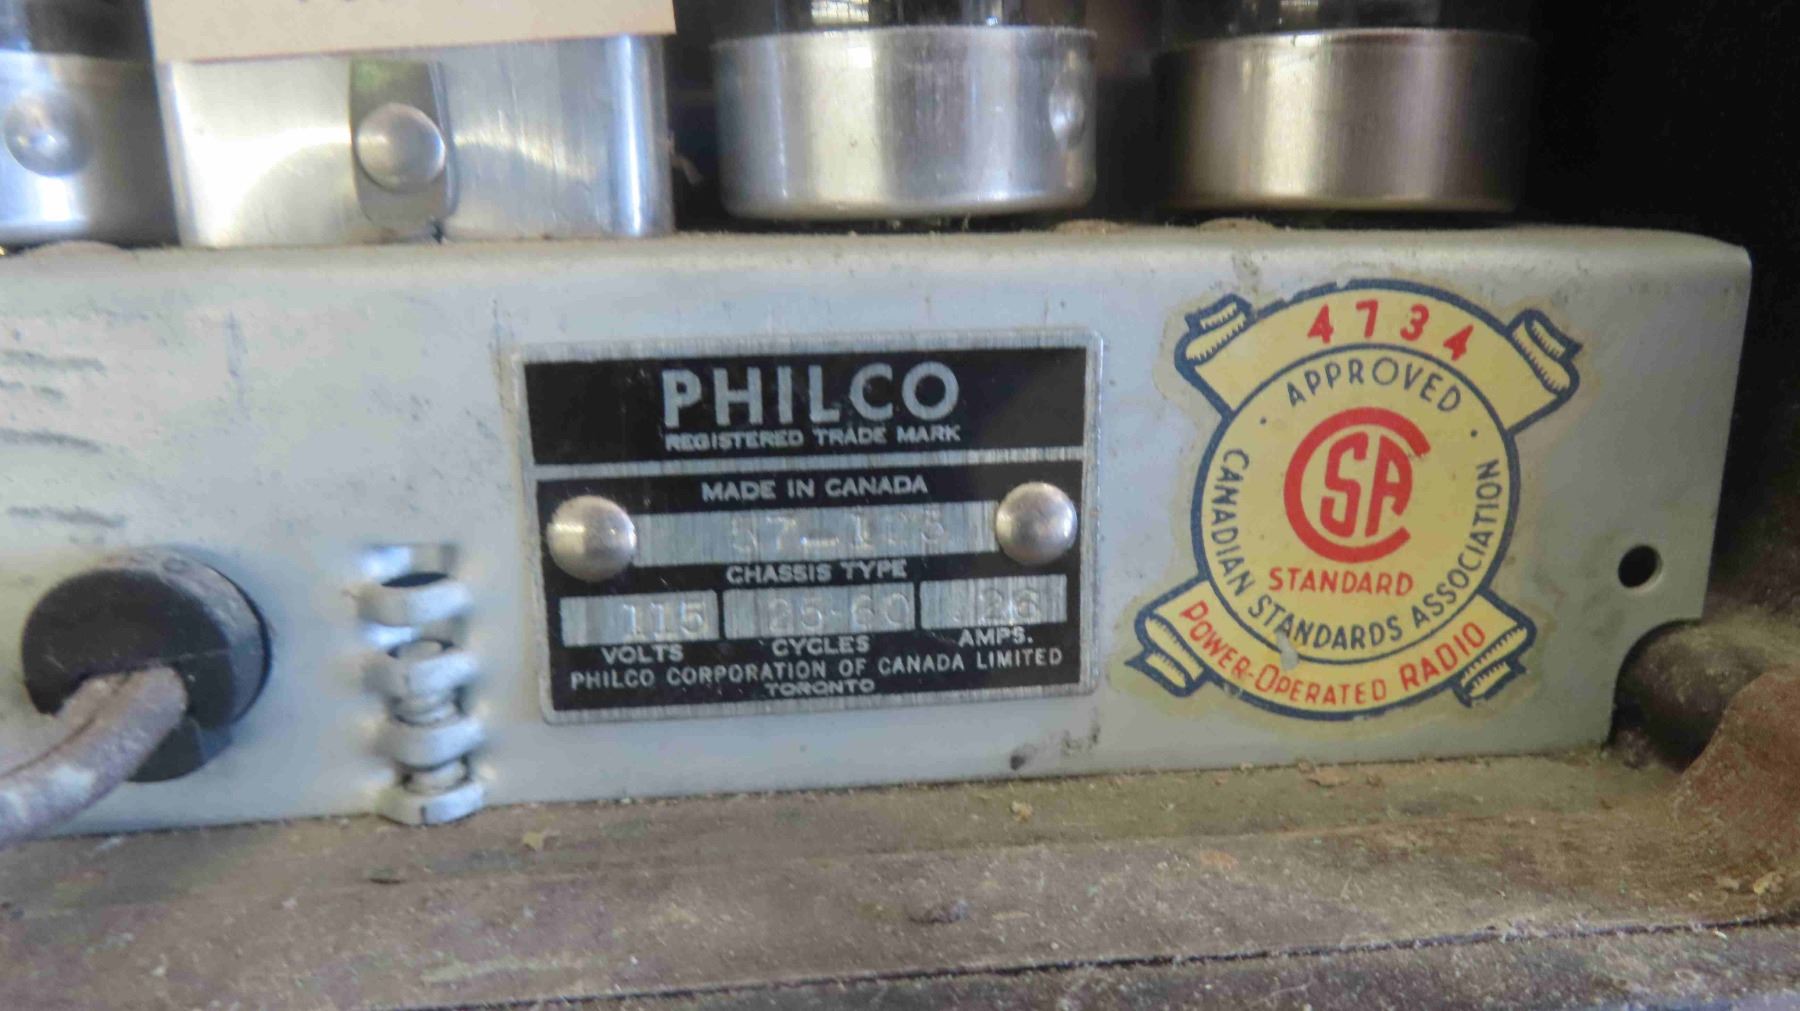 PHILCO
REGISTERED TRADE MARK
MADE IN CANADA
CHASSIS TYPE
115 25-60
VOLTS CYCLES AMPS.
PHILCO CORPORATION OF CANADA LIMITED
TORONTO
4734
APPROVED
CSA
STANDARD
CANADIAN STANDARDS ASSOCIATION
POWER-OPERATED RADIO